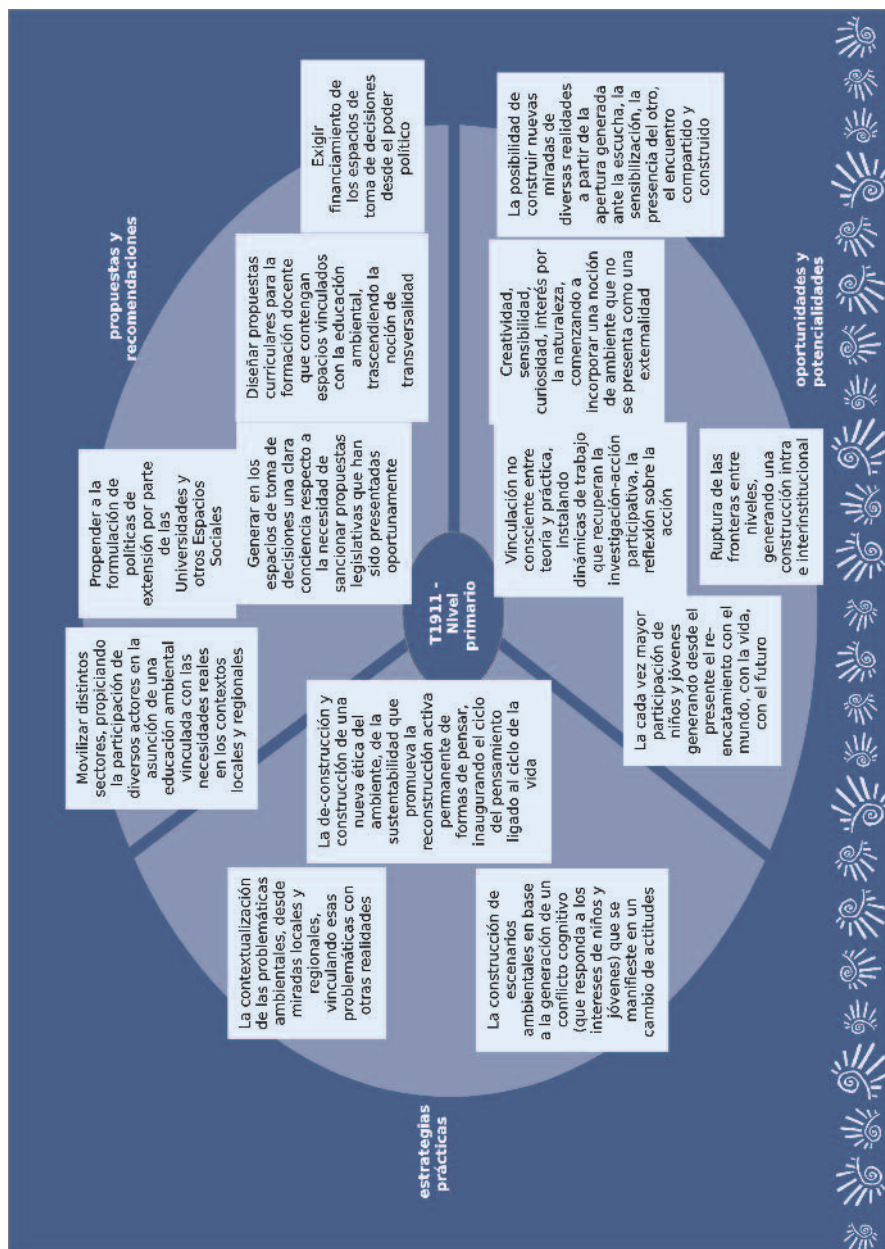 estrategias
prácticas
La contextualización
de las problemáticas
ambientales, desde
miradas locales y
regionales,
vinculando esas
problemáticas con
otras realidades
La construcción de
escenarios
ambientales en base
a la generación de un
conflicto cognitivo
(que responda a los
intereses de niños y
jóvenes) que se
manifieste en un
cambio de actitudes
La de-construcción y
construcción de una
nueva ética del
ambiente, de la
sustentabilidad que
promueva la
reconstrucción activa
permanente de
formas de pensar,
inaugurando el ciclo
del pensamiento
ligado al ciclo de la
vida
T1911 -
Nivel
primario
propuestas y
recomendaciones
Movilizar distintos
sectores, propiciando
la participación de
diversos actores en la
asunción de una
educación ambiental
vinculada con las
necesidades reales
en los contextos
locales y regionales
Propender a la
formulación de
políticas de
extensión por parte
de las
Universidades y
otros Espacios
Sociales
Generar en los
espacios de toma de
decisiones una clara
conciencia respecto a
la necesidad de
sancionar propuestas
legislativas que han
sido presentadas
oportunamente
Diseñar propuestas
curriculares para la
formación docente
que contengan
espacios vinculados
con la educación
ambiental,
trascendiendo la
noción de
transversalidad
Exigir
financiamiento de
los espacios de
toma de decisiones
desde el poder
político
oportunidades y
potencialidades
La cada vez mayor
participación de
niños y jóvenes
generando desde el
presente el re-
encatamiento con el
mundo, con la vida,
con el futuro
Vinculación no
consciente entre
teoría y práctica,
Instalando
dinámicas de trabajo
que recuperan la
investigación-acción
participativa, la
reflexión sobre la
acción
Ruptura de las
fronteras entre
niveles,
generando una
construcción intra
e interinstitucional
Creatividad,
sensibilidad,
curiosidad, interés por
la naturaleza,
comenzando a
incorporar una noción
de ambiente que no
se presenta como una
externalidad
La posibilidad de
construir nuevas
miradas de
diversas realidades
a partir de la
apertura generada
ante la escucha, la
sensibilización, la
presencia del otro,
el encuentro
compartido y
construido